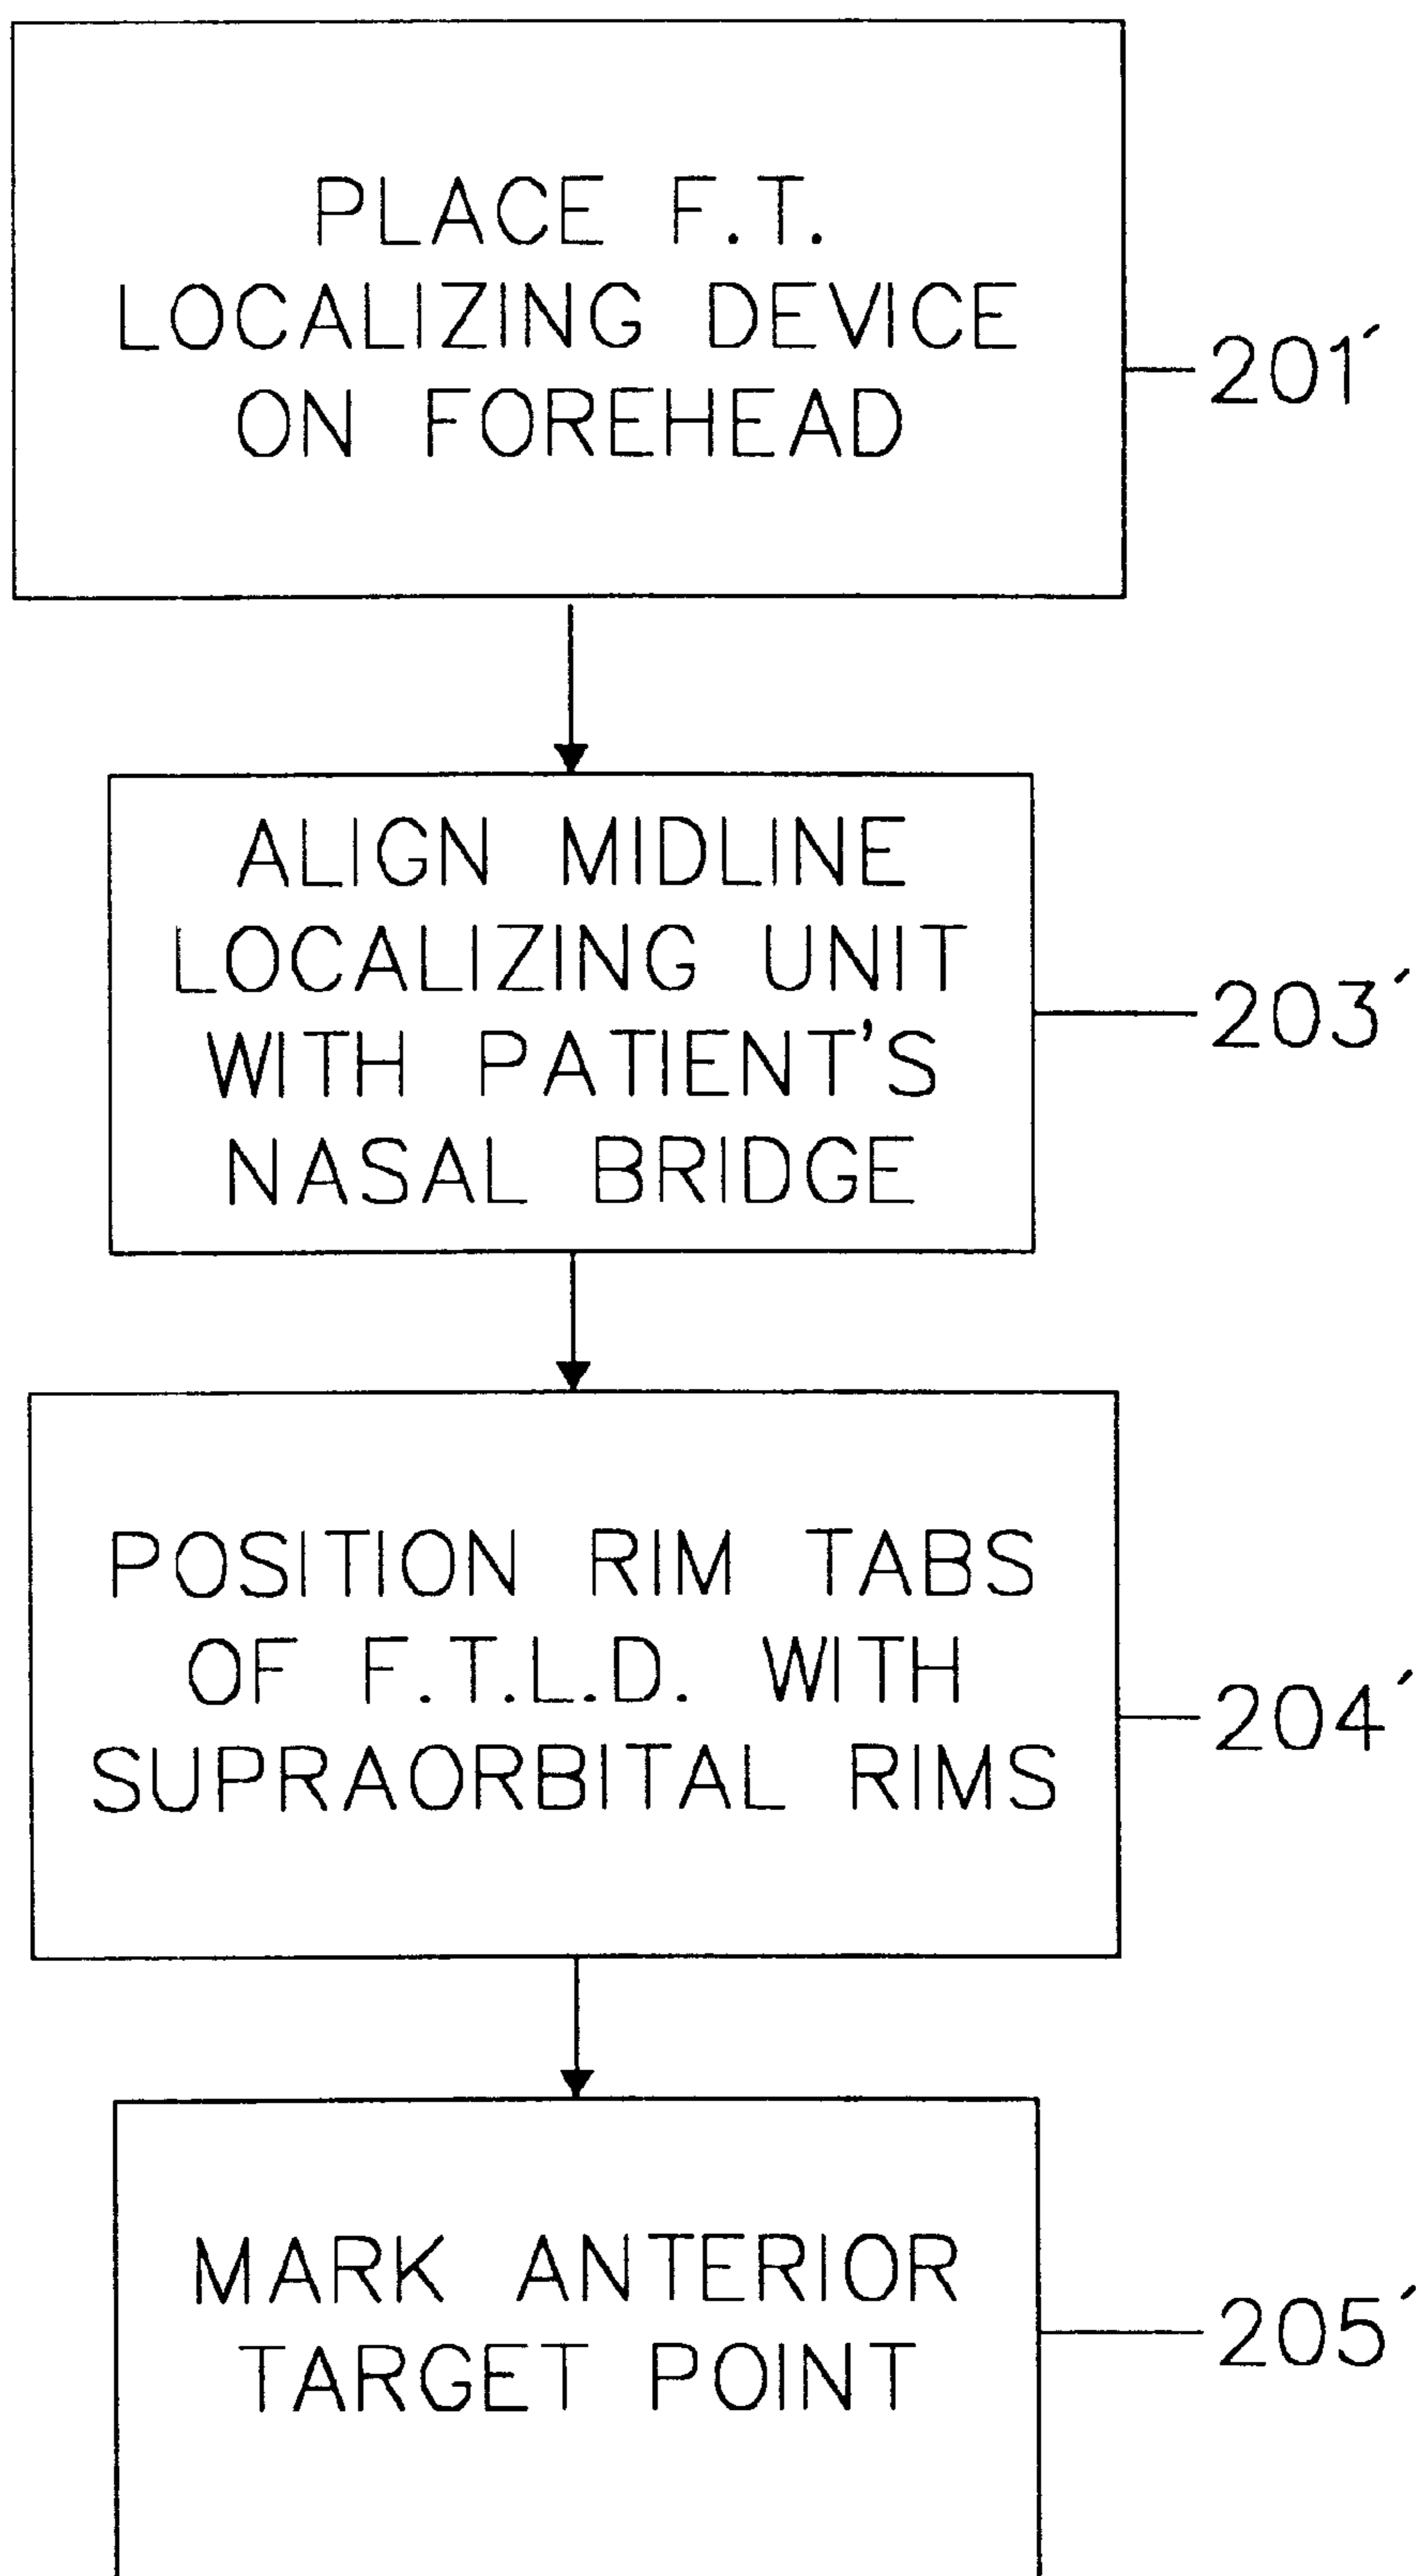 PLACE F.T.
LOCALIZING DEVICE
ON FOREHEAD
201´
ALIGN MIDLINE
LOCALIZING UNIT
WITH PATIENT'S
NASAL BRIDGE
203´
POSITION RIM TABS
OF F.T.L.D. WITH
SUPRAORBITAL RIMS
204´
MARK ANTERIOR
TARGET POINT
205´